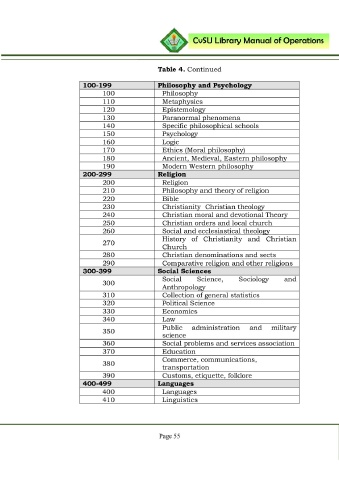 CvSU Library Manual of Operations
Table 4. Continued
100-199 Philosophy and Psychology
100 Philosophy
110 Metaphysics
120 Epistemology
130 Paranormal phenomena
140 Specific philosophical schools
150 Psychology
160 Logic
170 Ethics (Moral philosophy)
180 Ancient, Medieval, Eastern philosophy
190 Modern Western philosophy
200-299 Religion
200 Religion
210 Philosophy and theory of religion
220 Bible
230 Christianity Christian theology
240 Christian moral and devotional Theory
250 Christian orders and local church
260 Social and ecclesiastical theology
270 History of Christianity and Christian
Church
280 Christian denominations and sects
290 Comparative religion and other religions
300-399 Social Sciences
300 Social Science, Sociology and
Anthropology
310 Collection of general statistics
320 Political Science
330 Economics
340 Law
350 Public administration and military
science
360 Social problems and services association
370 Education
380 Commerce, communications,
transportation
390 Customs, etiquette, folklore
400-499 Languages
400 Languages
410 Linguistics
Page 55